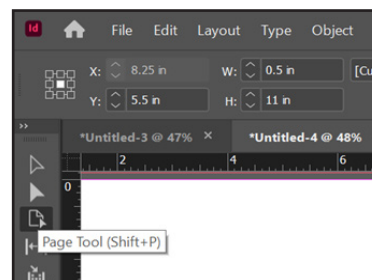 Id File Edit Layout Type Object
X: 8.25 in W: 0.5 in [Cu
Y: 5.5 in H: 11 in
*Untitled-3 @ 47% × *Untitled-4 @ 48%
2 4 6
0
Page Tool (Shift+P)